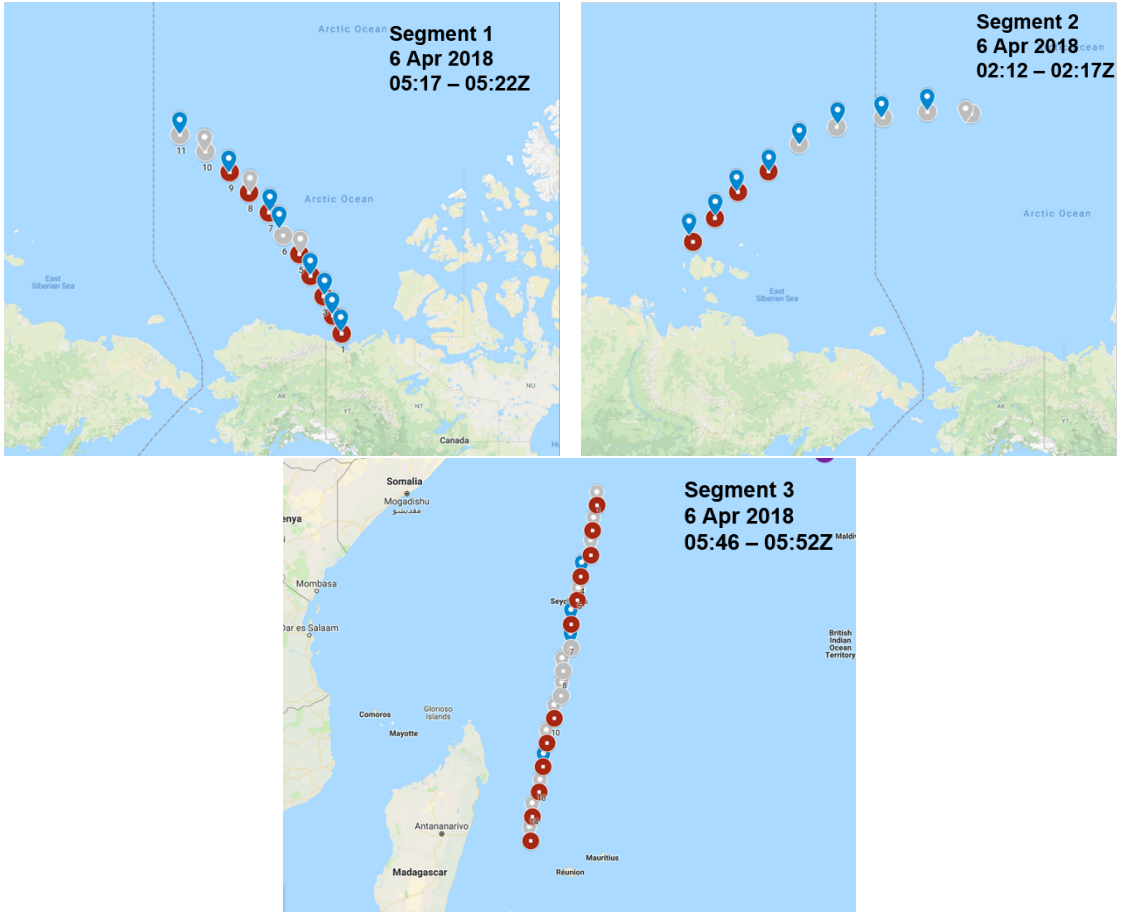 Arctic Ocean
Segment 1
6 Apr 2018
05:17 – 05:22Z
11
10
9
8
Arctic Ocean
7
6
5
East
Siberian Sea
3
1
AK
YT
NT
NU
Canada
Segment 2
6 Apr 2018
02:12 – 02:17Z
Arctic Ocean
East
Siberian Sea
AK
YT
Somalia
Mogadishu
مقديشو
enya
Mombasa
Dar es Salaam
Segment 3
6 Apr 2018
05:46 – 05:52Z
Maldiv
4
7
8
British
Indian
Ocean
Territory
Comoros
Glorioso
Islands
Mayotte
10
Antananarivo
Mauritius
Réunion
Madagascar